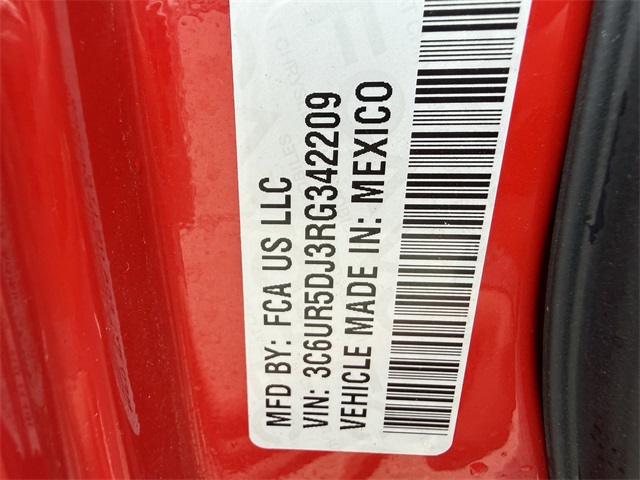 MFD BY: FCA US LLC
VIN: 3C6UR5DJ3RG342209
VEHICLE MADE IN: MEXICO